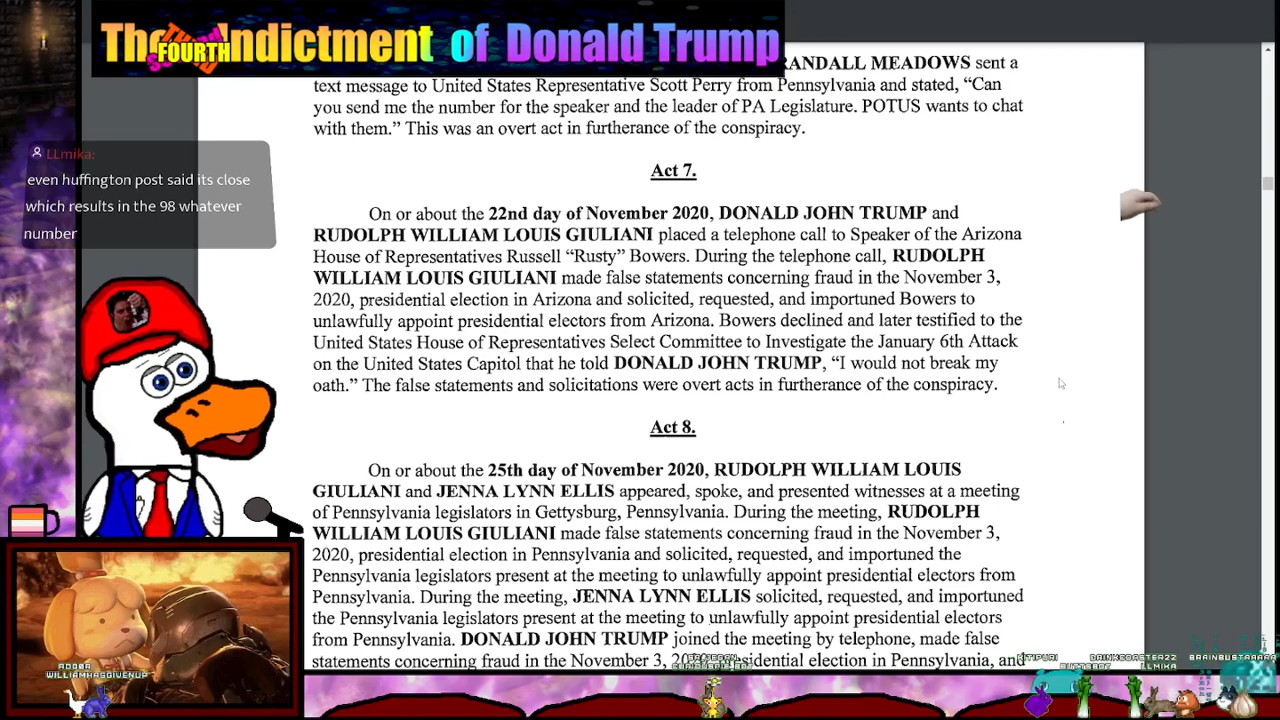 The Indictment of Donald Trump
FOURTH
RANDALL MEADOWS sent a
text message to United States Representative Scott Perry from Pennsylvania and stated, “Can
you send me the number for the speaker and the leader of PA Legislature. POTUS wants to chat
with them.” This was an overt act in furtherance of the conspiracy.
LLmika:
even huffington post said its close
which results in the 98 whatever
number
Act 7.
On or about the 22nd day of November 2020, DONALD JOHN TRUMP and
RUDOLPH WILLIAM LOUIS GIULIANI placed a telephone call to Speaker of the Arizona
House of Representatives Russell “Rusty” Bowers. During the telephone call, RUDOLPH
WILLIAM LOUIS GIULIANI made false statements concerning fraud in the November 3,
2020, presidential election in Arizona and solicited, requested, and importuned Bowers to
unlawfully appoint presidential electors from Arizona. Bowers declined and later testified to the
United States House of Representatives Select Committee to Investigate the January 6th Attack
on the United States Capitol that he told DONALD JOHN TRUMP, “I would not break my
oath.” The false statements and solicitations were overt acts in furtherance of the conspiracy.
Act 8.
On or about the 25th day of November 2020, RUDOLPH WILLIAM LOUIS
GIULIANI and JENNA LYNN ELLIS appeared, spoke, and presented witnesses at a meeting
of Pennsylvania legislators in Gettysburg, Pennsylvania. During the meeting, RUDOLPH
WILLIAM LOUIS GIULIANI made false statements concerning fraud in the November 3,
2020, presidential election in Pennsylvania and solicited, requested, and importuned the
Pennsylvania legislators present at the meeting to unlawfully appoint presidential electors from
Pennsylvania. During the meeting, JENNA LYNN ELLIS solicited, requested, and importuned
the Pennsylvania legislators present at the meeting to unlawfully appoint presidential electors
from Pennsylvania. DONALD JOHN TRUMP joined the meeting by telephone, made false
statements concerning fraud in the November 3, presidential election in Pennsylvania, and
WILLIAMHASGIVENUP
DRINKCOASTER22
LLMIKA